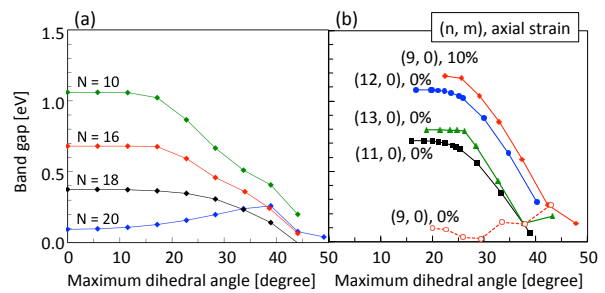 (a)
(b)
(n, m), axial strain
(9, 0), 10%
(12, 0), 0%
(13, 0), 0%
(11, 0), 0%
(9, 0), 0%
N = 10
N = 16
N = 18
N = 20
Band gap [eV]
1.5
1.0
0.5
0.0
0 10 20 30 40 50
10 20 30 40 50
Maximum dihedral angle [degree]
Maximum dihedral angle [degree]